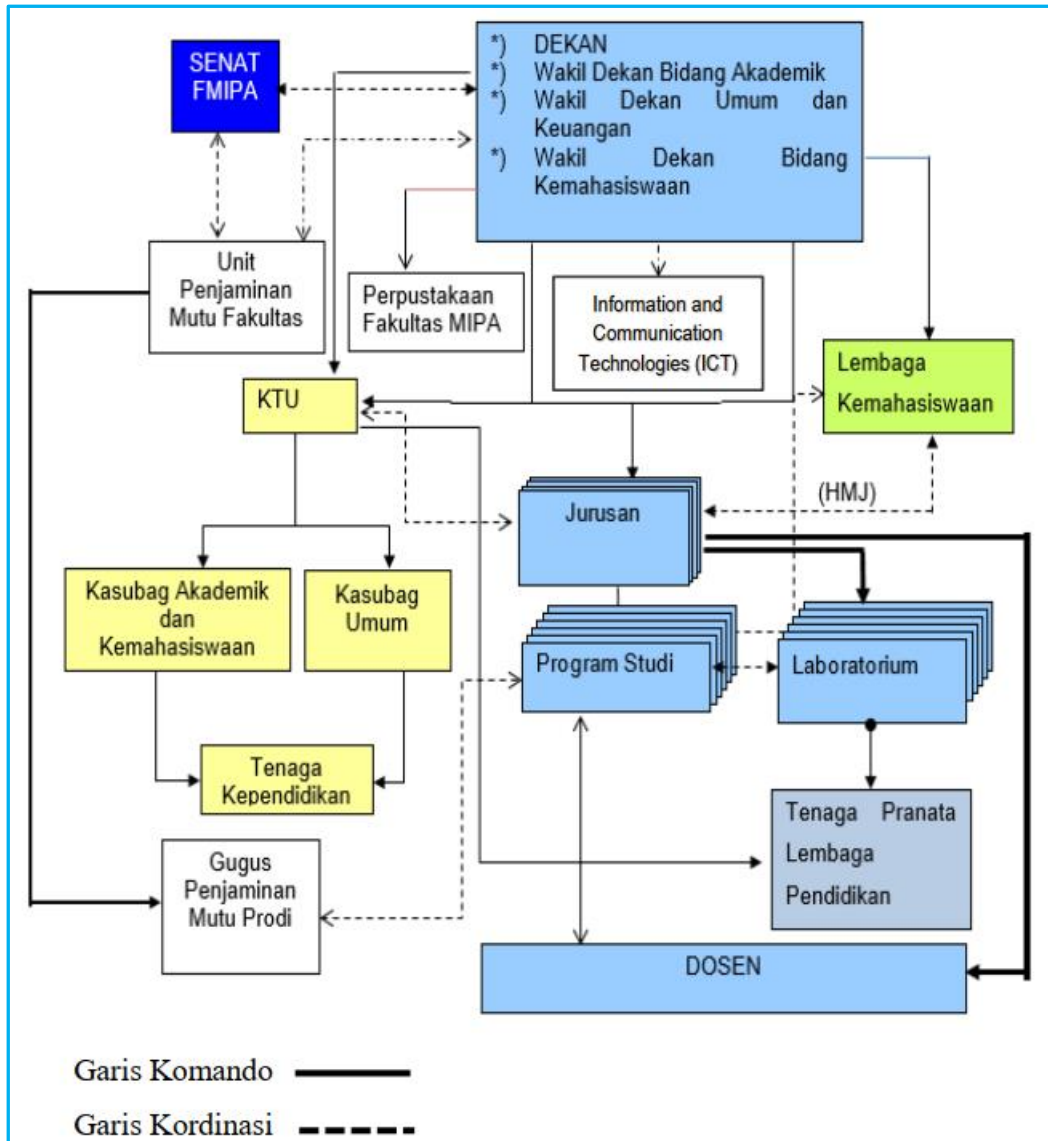 SENAT
FMIPA
*) DEKAN
*) Wakil Dekan Bidang Akademik
*) Wakil Dekan Umum dan
Keuangan
*) Wakil Dekan Bidang
Kemahasiswaan
Unit
Penjaminan
Mutu Fakultas
Perpustakaan
Fakultas MIPA
Information and
Communication
Technologies (ICT)
Lembaga
Kemahasiswaan
KTU
(HMJ)
Jurusan
Kasubag Akademik
dan
Kemahasiswaan
Kasubag
Umum
Program Studi
Laboratorium
Tenaga
Kependidikan
Tenaga Pranata
Lembaga
Pendidikan
Gugus
Penjaminan
Mutu Prodi
DOSEN
Garis Komando
Garis Kordinasi